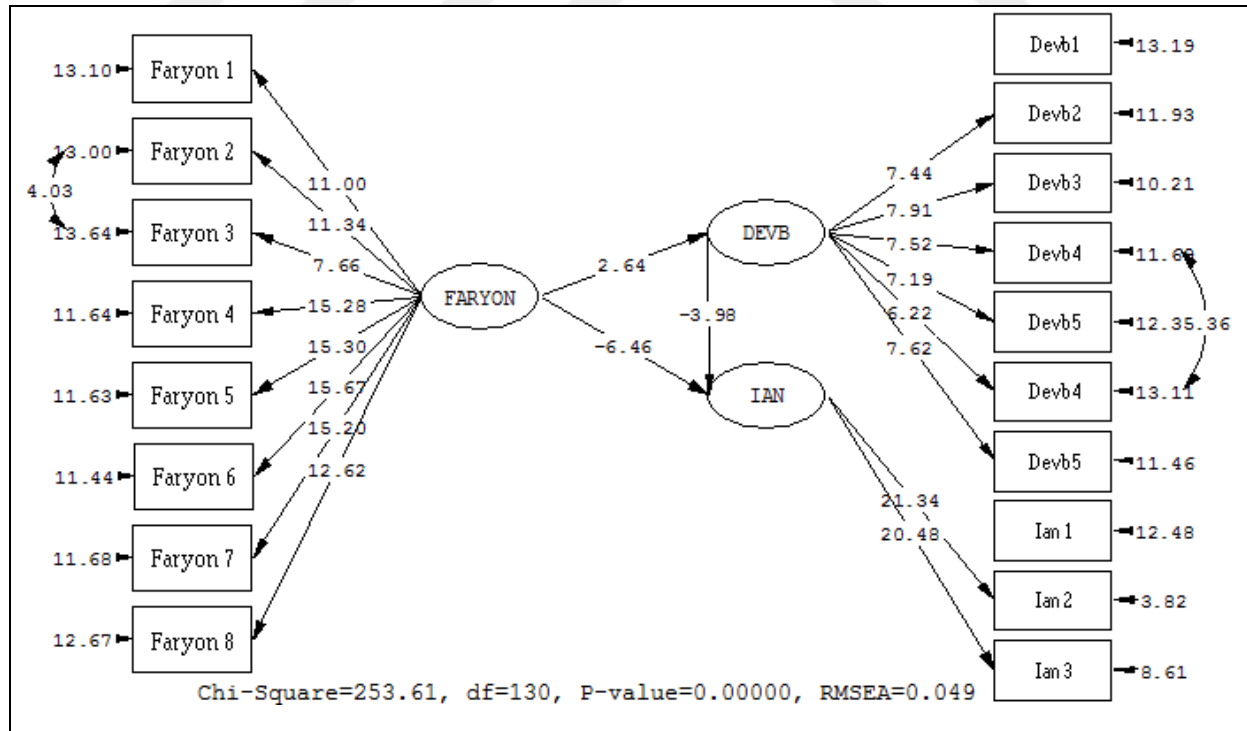 13.10 Faryon 1
13.00 Faryon 2
4.03
13.64 Faryon 3
11.64 Faryon 4
11.63 Faryon 5
11.44 Faryon 6
11.68 Faryon 7
12.67 Faryon 8
11.00
11.34
7.66
15.28
15.30
15.67
15.20
12.62
FARYON
2.64
-6.46
DEVB
-3.98
IAN
7.44
7.91
7.52
7.19
6.22
7.62
21.34
20.48
Devb1 13.19
Devb2 11.93
Devb3 10.21
Devb4
Devb5 12.35.36
Devb4 13.11
Devb5 11.46
Ian 1 12.48
Ian 2 3.82
Ian 3 8.61
Chi-Square=253.61, df=130, P-value=0.00000, RMSEA=0.049